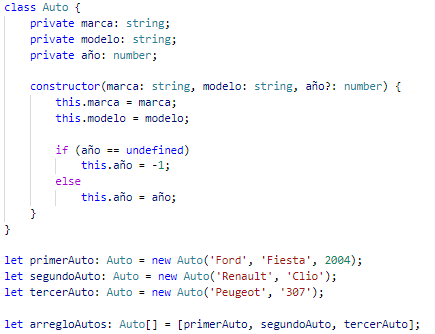 class Auto {
    private marca: string;
    private modelo: string;
    private año: number;

    constructor(marca: string, modelo: string, año?: number) {
        this.marca = marca;
        this.modelo = modelo;

        if (año == undefined)
            this.año = -1;
        else
            this.año = año;
    }
}

let primerAuto: Auto = new Auto('Ford', 'Fiesta', 2004);
let segundoAuto: Auto = new Auto('Renault', 'Clio');
let tercerAuto: Auto = new Auto('Peugeot', '307');

let arregloAutos: Auto[] = [primerAuto, segundoAuto, tercerAuto];